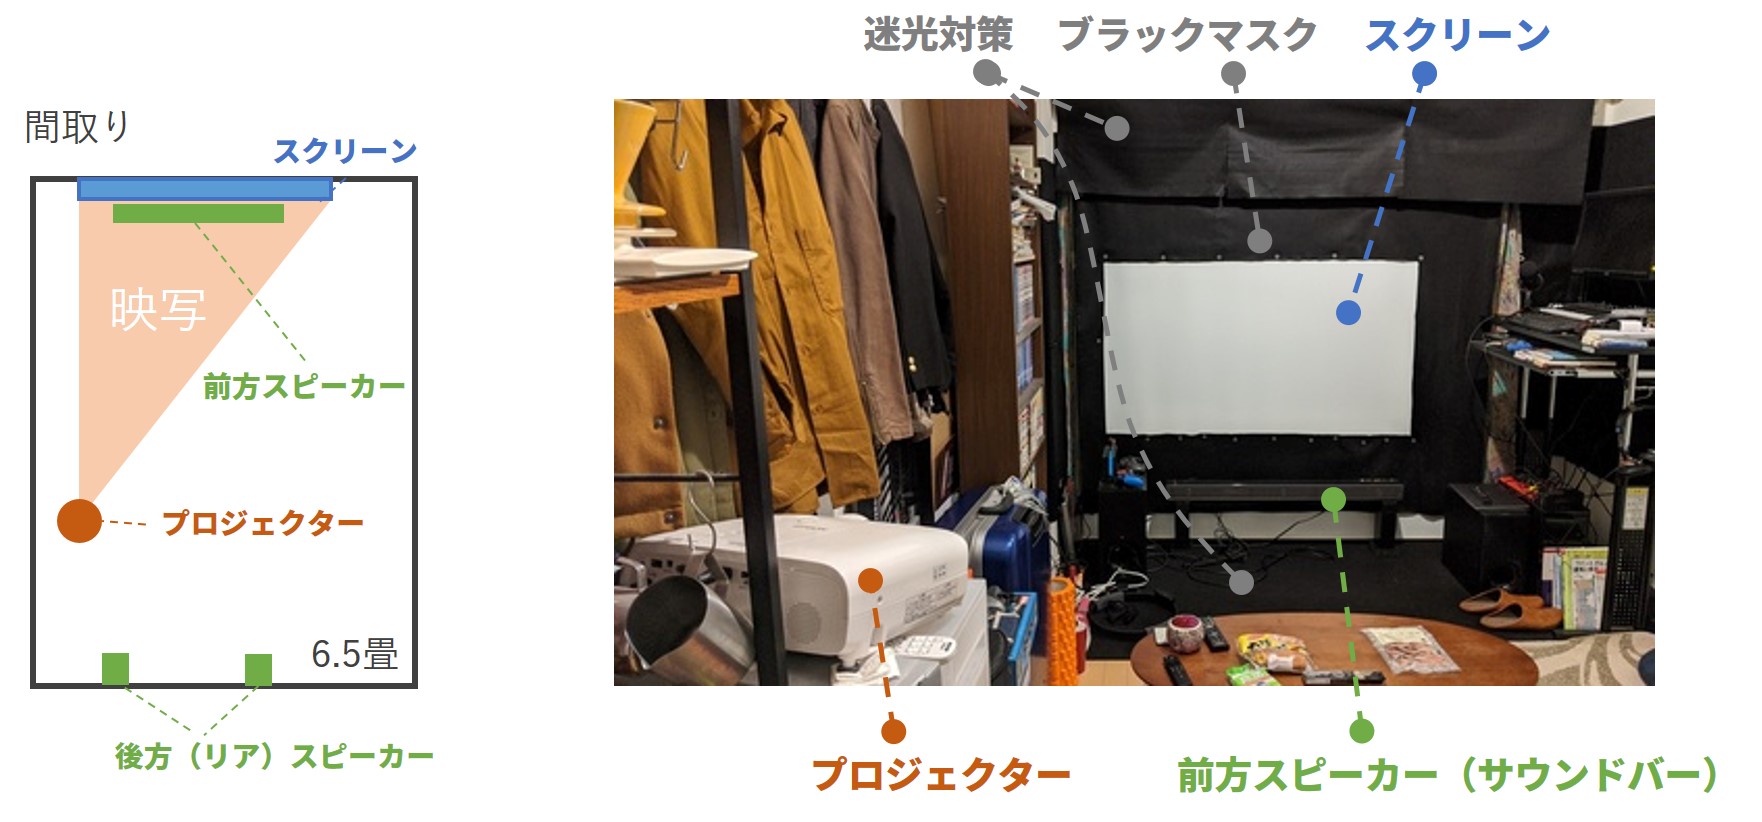 間取り
スクリーン
映写
前方スピーカー
プロジェクター
6.5畳
後方（リア）スピーカー
迷光対策
ブラックマスク
スクリーン
プロジェクター
前方スピーカー（サウンドバー）